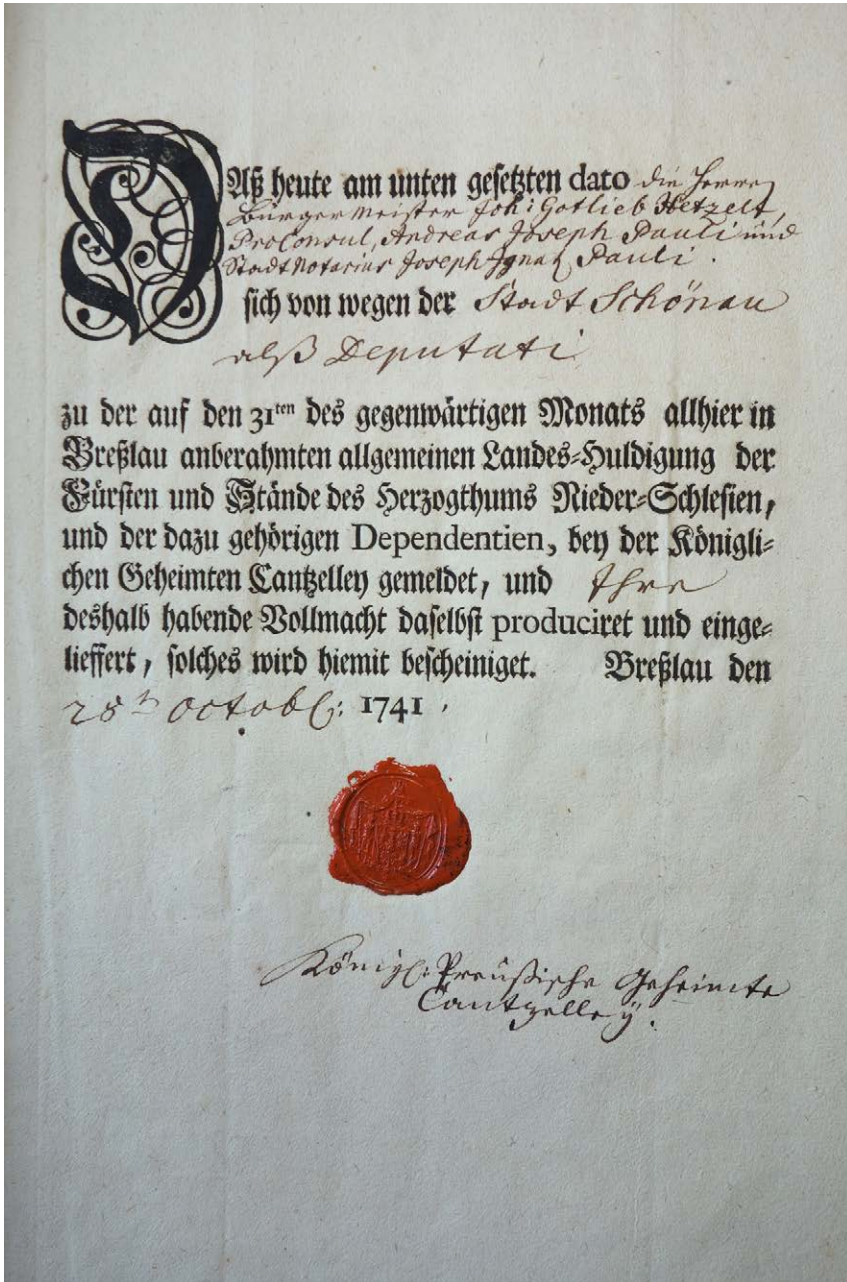 DAß heute am unten gesetzten dato die Herren
Bürgermeister Joh: Gotlieb Hetzelt,
ProConsul, Andreas Joseph Pauli und
Stadt Notarius Joseph Ignatz Pauli.
sich von wegen der Stadt Schönau
alß Deputati
zu der auf den 31ten des gegenwärtigen Monats allhier in
Breßlau anberahmten allgemeinen Landes-Huldigung der
Fürsten und Stände des Herzogthums Nieder-Schlesien,
und der dazu gehörigen Dependentien, bey der Königli-
chen Geheimten Cantzelley gemeldet, und Ihre
deshalb habende Vollmacht daselbst produciret und einge-
lieffert, solches wird hiemit bescheiniget. Breßlau den
28t Octobr: 1741.
Königl: Preußische Geheimte
Cantzelley.